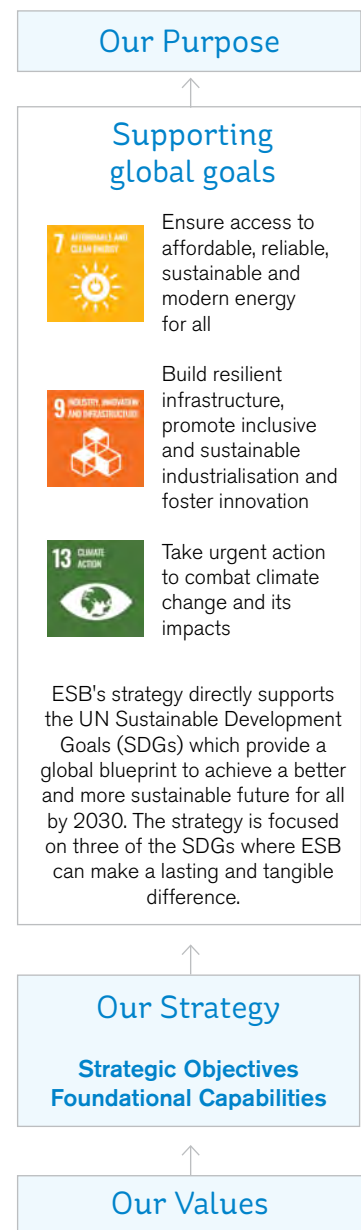 Our Purpose
Supporting
global goals
7 AFFORDABLE AND
CLEAN ENERGY
Ensure access to
affordable, reliable,
sustainable and
modern energy
for all
9 INDUSTRY, INNOVATION
AND INFRASTRUCTURE
Build resilient
infrastructure,
promote inclusive
and sustainable
industrialisation and
foster innovation
13 CLIMATE
ACTION
Take urgent action
to combat climate
change and its
impacts
ESB's strategy directly supports
the UN Sustainable Development
Goals (SDGs) which provide a
global blueprint to achieve a better
and more sustainable future for all
by 2030. The strategy is focused
on three of the SDGs where ESB
can make a lasting and tangible
difference.
Our Strategy
Strategic Objectives
Foundational Capabilities
Our Values